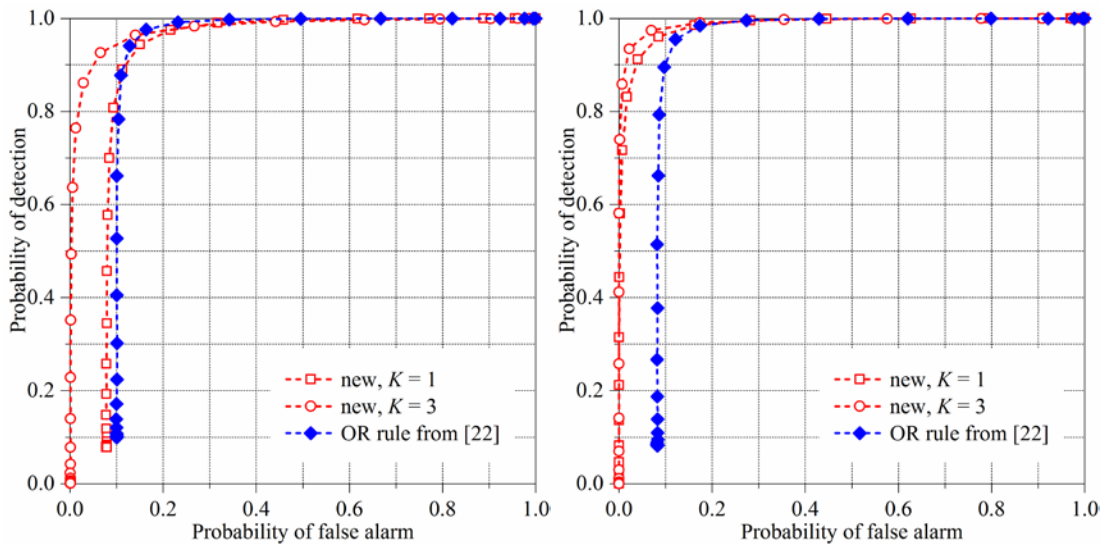 1.0
0.8
0.6
0.4
0.2
0.0
Probability of detection
0.0 0.2 0.4 0.6 0.8 1.0
Probability of false alarm
new, K = 1
new, K = 3
OR rule from [22]
1.0
0.8
0.6
0.4
0.2
0.0
Probability of detection
0.0 0.2 0.4 0.6 0.8 1.0
Probability of false alarm
new, K = 1
new, K = 3
OR rule from [22]